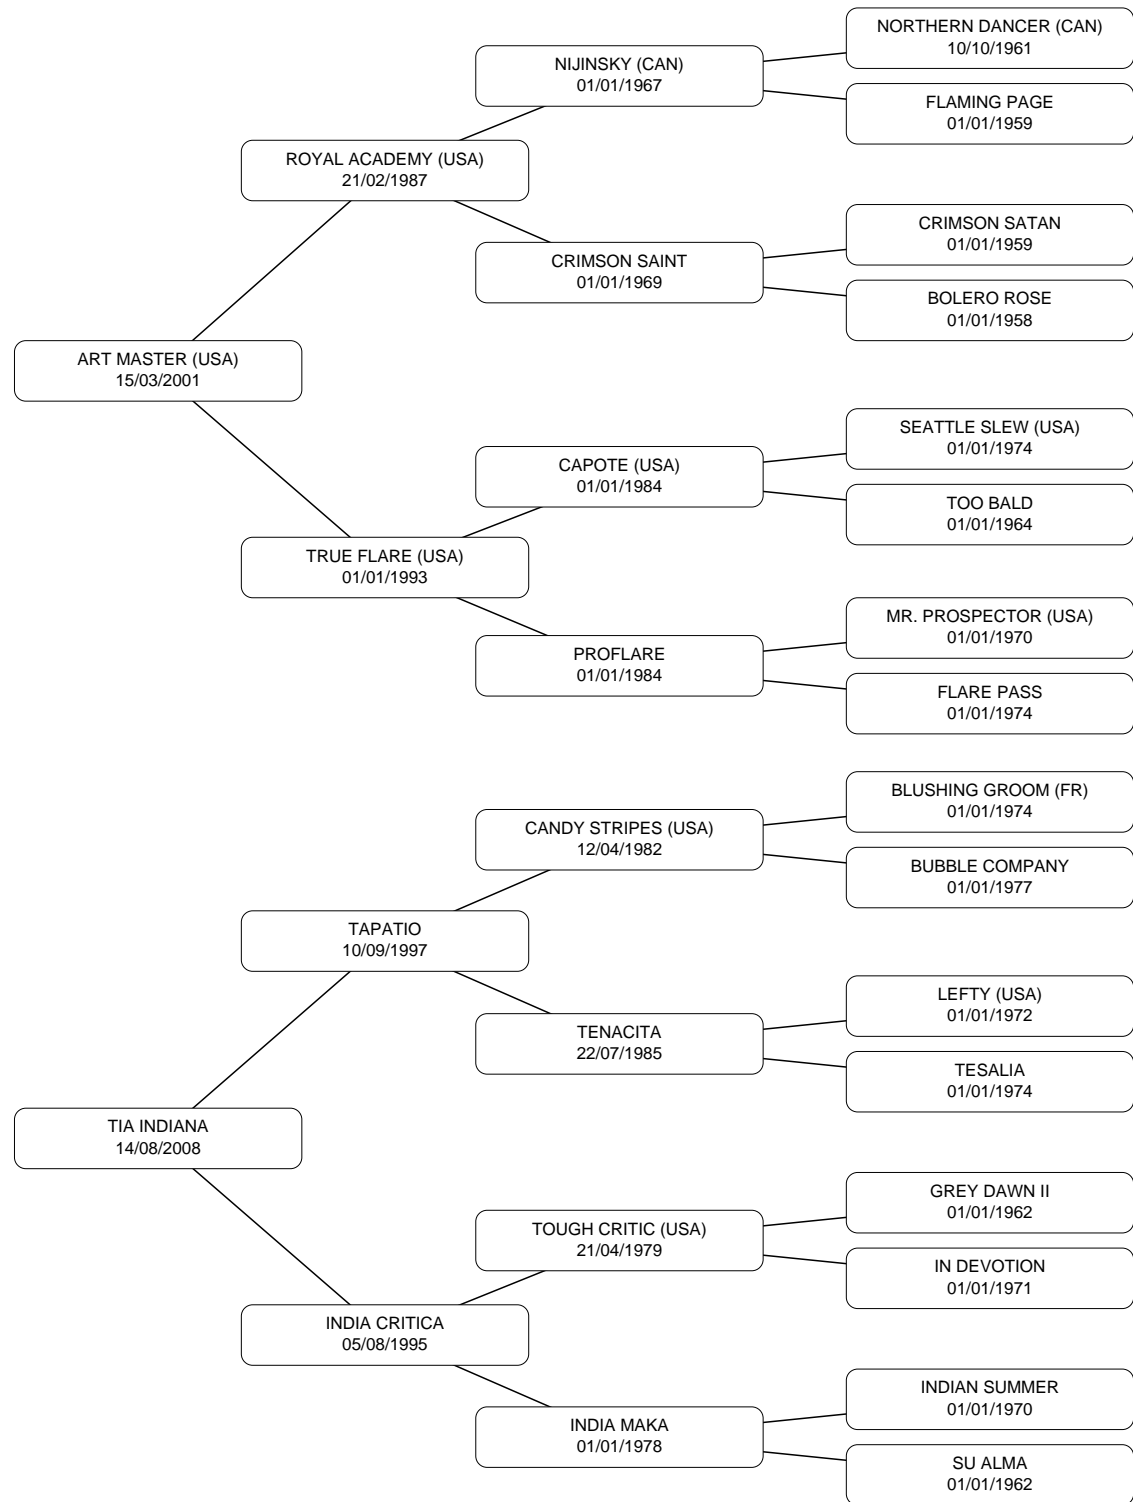 NORTHERN DANCER (CAN)
10/10/1961
NIJINSKY (CAN)
01/01/1967
FLAMING PAGE
01/01/1959
ROYAL ACADEMY (USA)
21/02/1987
CRIMSON SATAN
01/01/1959
CRIMSON SAINT
01/01/1969
BOLERO ROSE
01/01/1958
ART MASTER (USA)
15/03/2001
SEATTLE SLEW (USA)
01/01/1974
CAPOTE (USA)
01/01/1984
TOO BALD
01/01/1964
TRUE FLARE (USA)
01/01/1993
MR. PROSPECTOR (USA)
01/01/1970
PROFLARE
01/01/1984
FLARE PASS
01/01/1974
BLUSHING GROOM (FR)
01/01/1974
CANDY STRIPES (USA)
12/04/1982
BUBBLE COMPANY
01/01/1977
TAPATIO
10/09/1997
LEFTY (USA)
01/01/1972
TENACITA
22/07/1985
TESALIA
01/01/1974
TIA INDIANA
14/08/2008
GREY DAWN II
01/01/1962
TOUGH CRITIC (USA)
21/04/1979
IN DEVOTION
01/01/1971
INDIA CRITICA
05/08/1995
INDIAN SUMMER
01/01/1970
INDIA MAKA
01/01/1978
SU ALMA
01/01/1962